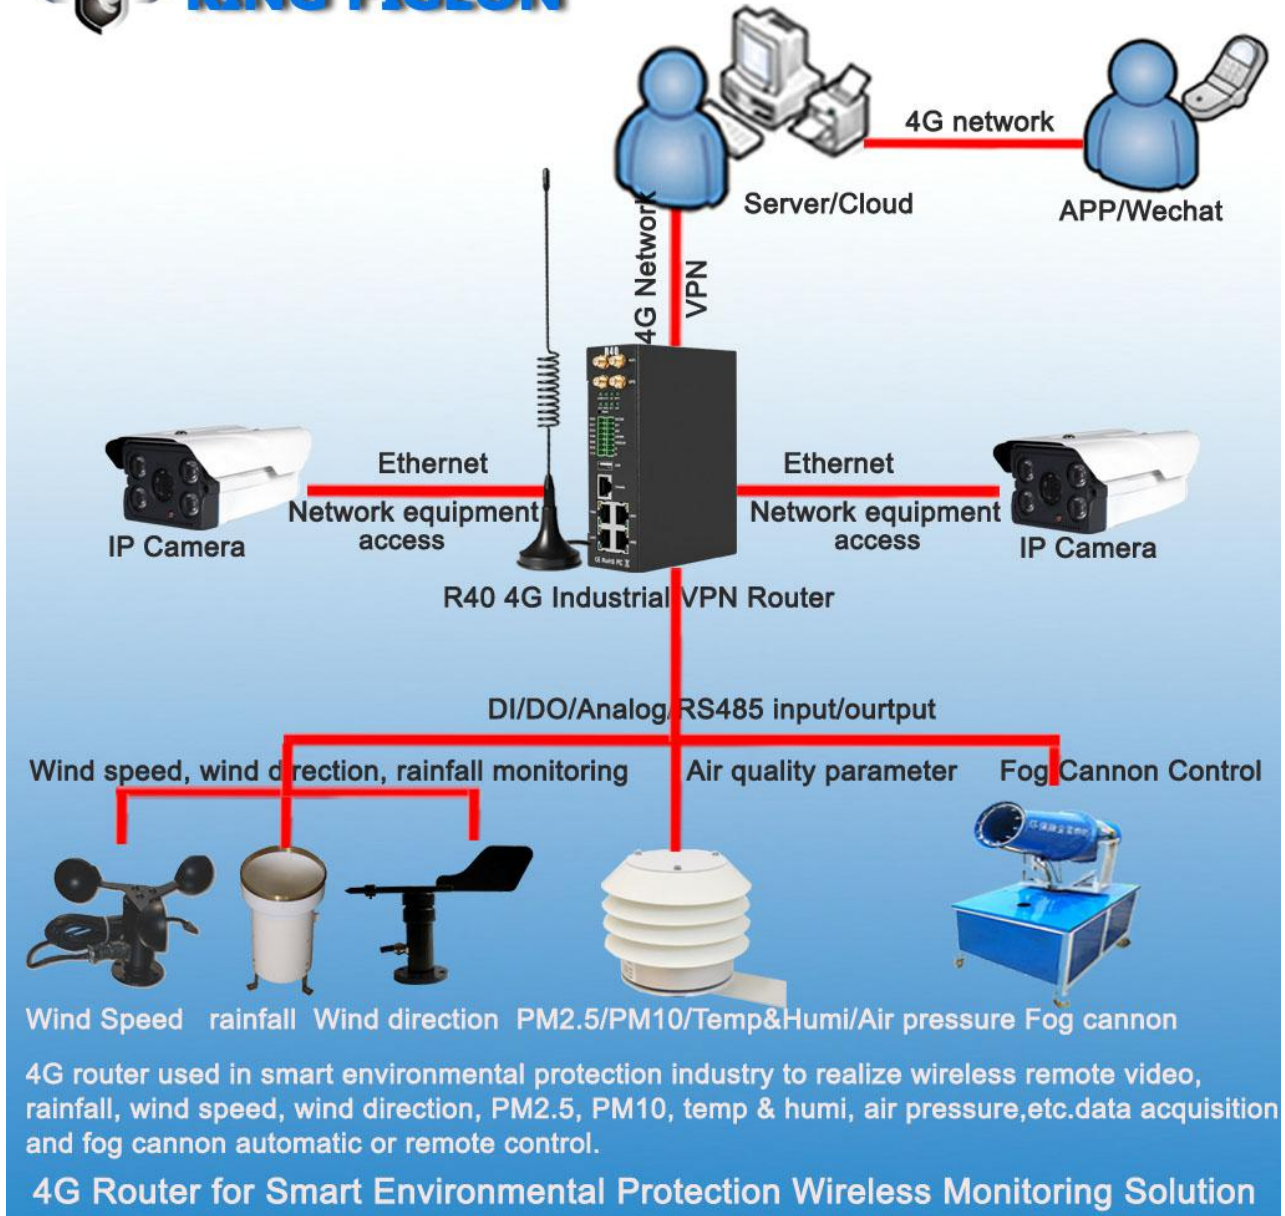 KING PIGEON
4G network
Server/Cloud
APP/Wechat
4G Network
VPN
R40
Ethernet
Ethernet
Network equipment
access
Network equipment
access
IP Camera
IP Camera
R40 4G Industrial VPN Router
DI/DO/Analog/RS485 input/ourtput
Wind speed, wind direction, rainfall monitoring
Air quality parameter
Fog Cannon Control
Wind Speed rainfall Wind direction PM2.5/PM10/Temp&Humi/Air pressure Fog cannon
4G router used in smart environmental protection industry to realize wireless remote video,
rainfall, wind speed, wind direction, PM2.5, PM10, temp & humi, air pressure,etc.data acquisition
and fog cannon automatic or remote control.
4G Router for Smart Environmental Protection Wireless Monitoring Solution